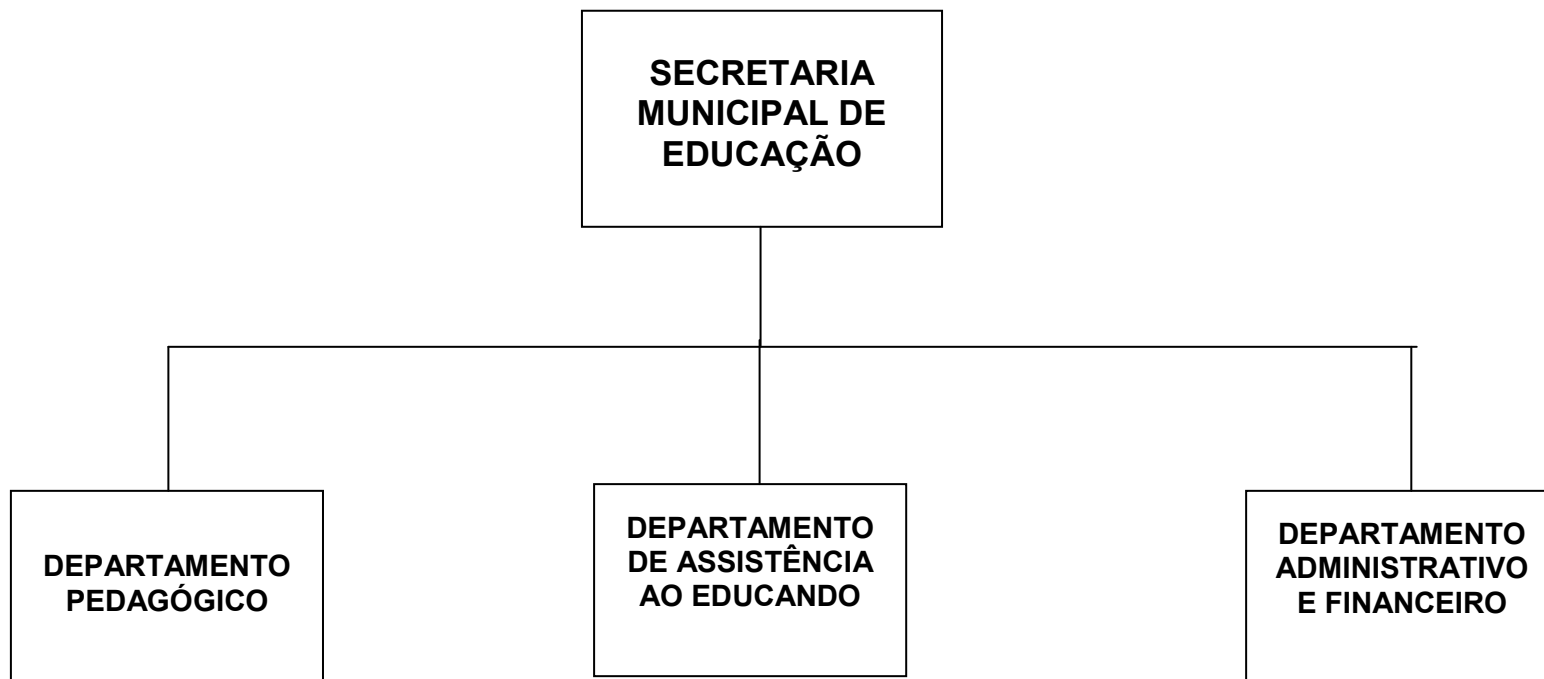 SECRETARIA
MUNICIPAL DE
EDUCAÇÃO
DEPARTAMENTO
PEDAGÓGICO
DEPARTAMENTO
DE ASSISTÊNCIA
AO EDUCANDO
DEPARTAMENTO
ADMINISTRATIVO
E FINANCEIRO